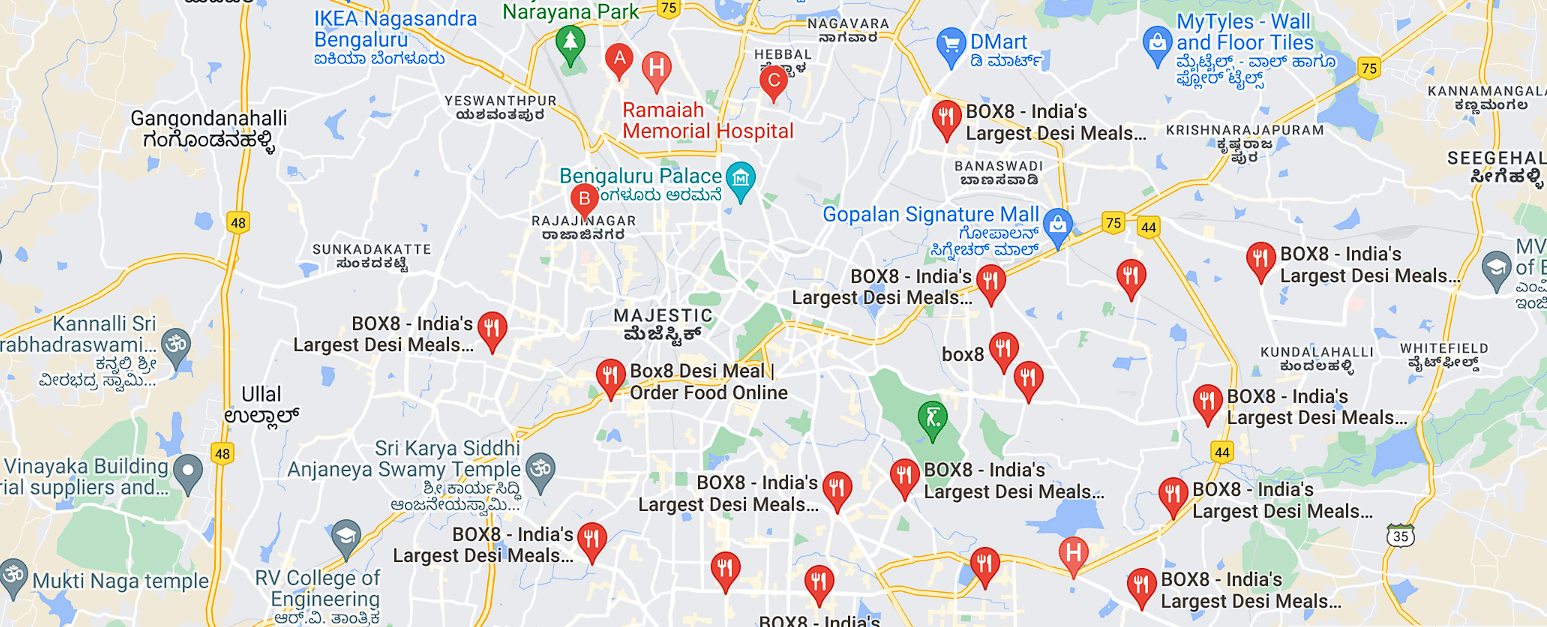 IKEA Nagasandra
Bengaluru
ಐಕಿಯಾ ಬೆಂಗಳೂರು
Narayana Park
75
NAGAVARA
ನಾಗವಾರ
HEBBAL
DMart
ಡಿ ಮಾರ್ಟ್
MyTyles - Wall
and Floor Tiles
ಮೈಟೈಲ್ಸ್ - ವಾಲ್ ಹಾಗೂ
ಫ್ಲೋರ್ ಟೈಲ್ಸ್
75
A
H
C
Ramaiah
Memorial Hospital
YESWANTHPUR
ಯಶವಂತಪುರ
Gangondanahalli
ಗಂಗೊಂಡನಹಳ್ಳಿ
BOX8 - India's
Largest Desi Meals...
KANNAMANGALA
ಕಣ್ಣಮಂಗಲ
KRISHNARAJAPURAM
ಕೃಷ್ಣರಾಜ
ಪುರ
BANASWADI
ಬಾಣಸವಾಡಿ
SEEGEHAL
ಸೀಗೆಹಳ್ಳಿ
Bengaluru Palace
ಬೆಂಗಳೂರು ಅರಮನೆ
B
RAJAJINAGAR
ರಾಜಾಜಿನಗರ
48
Gopalan Signature Mall
ಗೋಪಾಲನ್
ಸಿಗ್ನೇಚರ್ ಮಾಲ್
75
44
SUNKADAKATTE
ಸುಂಕದಕಟ್ಟೆ
BOX8 - India's
Largest Desi Meals...
BOX8 - India's
Largest Desi Meals...
MV
of E
Kannalli Sri
rabhadraswami...
ಕನ್ನಲ್ಲಿ ಶ್ರೀ
ವೀರಭದ್ರ ಸ್ವಾಮಿ...
BOX8 - India's
Largest Desi Meals...
MAJESTIC
ಮೆಜೆಸ್ಟಿಕ್
box8
KUNDALAHALLI
ಕುಂದಲಹಳ್ಳಿ
WHITEFIELD
ವೈಟ್‌ಫೀಲ್ಡ್
Box8 Desi Meal |
Order Food Online
Ullal
ಉಲ್ಲಾಲ್
BOX8 - India's
Largest Desi Meals...
48
44
Sri Karya Siddhi
Anjaneya Swamy Temple
ಶ್ರೀ ಕಾರ್ಯಸಿದ್ಧಿ
ಆಂಜನೇಯಸ್ವಾಮಿ...
Vinayaka Building
rial suppliers and...
BOX8 - India's
Largest Desi Meals...
BOX8 - India's
Largest Desi Meals...
BOX8 - India's
Largest Desi Meals...
35
BOX8 - India's
Largest Desi Meals...
H
Mukti Naga temple
RV College of
Engineering
ಆರ್.ವಿ. ತಾಂತ್ರಿಕ
BOX8 - India's
Largest Desi Meals...
BOX8 - India's